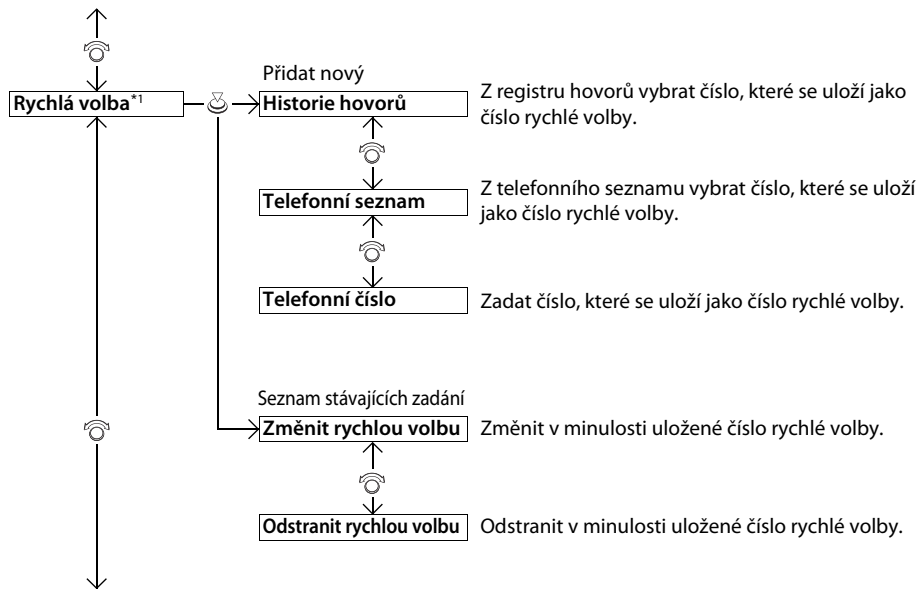 Přidat nový
Rychlá volba*1
Historie hovorů
Z registru hovorů vybrat číslo, které se uloží jako
číslo rychlé volby.
Telefonní seznam
Z telefonního seznamu vybrat číslo, které se uloží
jako číslo rychlé volby.
Telefonní číslo
Zadat číslo, které se uloží jako číslo rychlé volby.
Seznam stávajících zadání
Změnit rychlou volbu
Změnit v minulosti uložené číslo rychlé volby.
Odstranit rychlou volbu
Odstranit v minulosti uložené číslo rychlé volby.